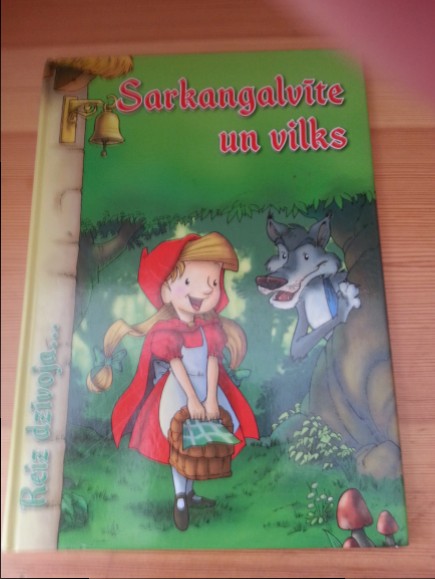 Sarkangalvīte
un vilks
Reiz dzīvoja...